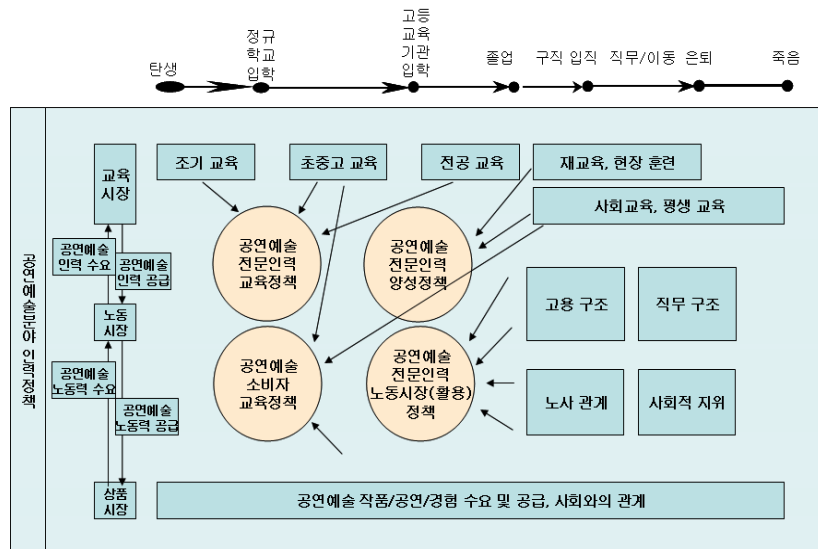 탄생
정규
학교
입학
고등
교육
기관
입학
졸업
구직 입직
직무/이동
은퇴
죽음
공연예술분야 인력정책
교육
시장
공연예술
인력 수요
공연예술
인력 공급
노동
시장
공연예술
노동력 수요
공연예술
노동력 공급
상품
시장
조기 교육
초중고 교육
전공 교육
재교육, 현장 훈련
사회교육, 평생 교육
공연예술
전문인력
교육정책
공연예술
전문인력
양성정책
고용 구조
직무 구조
공연예술
소비자
교육정책
공연예술
전문인력
노동시장(활용)
정책
노사 관계
사회적 지위
공연예술 작품/공연/경험 수요 및 공급, 사회와의 관계